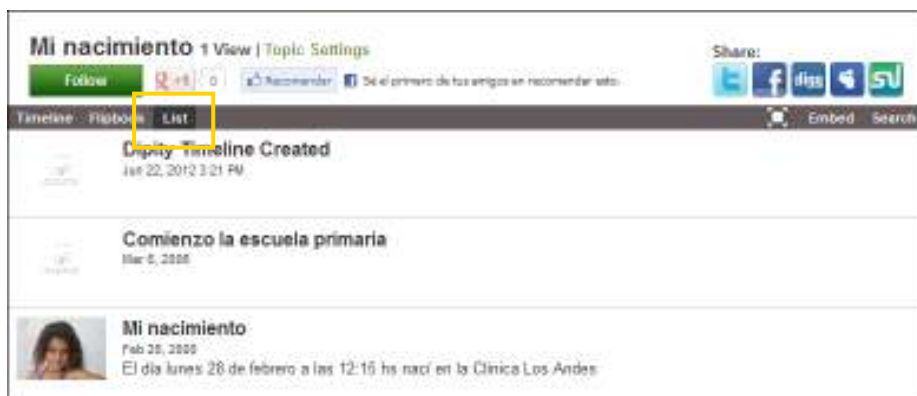 Mi nacimiento 1 View | Topic Settings
Share:
Follow +1 0 Recomendar Sé el primero de tus amigos en recomendar esto.
digg
Timeline Flipbook List Embed Search
Dipity Timeline Created
Jun 22, 2012 3:21 PM
Comienzo la escuela primaria
Mar 6, 2006
Mi nacimiento
Feb 28, 2000
El día lunes 28 de febrero a las 12:15 hs nací en la Clínica Los Andes